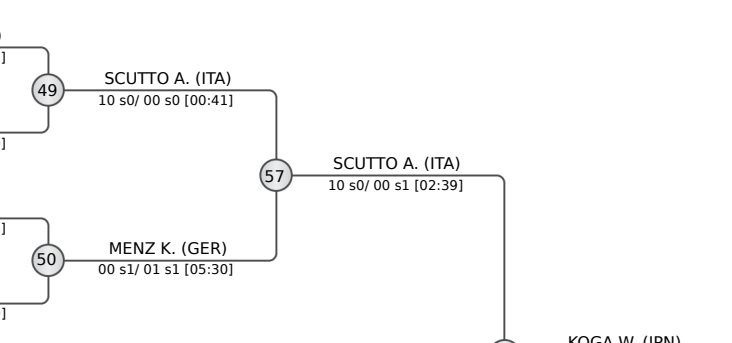 SCUTTO A. (ITA)
49
10 s0/ 00 s0 [00:41]
SCUTTO A. (ITA)
57
10 s0/ 00 s1 [02:39]
MENZ K. (GER)
50
00 s1/ 01 s1 [05:30]